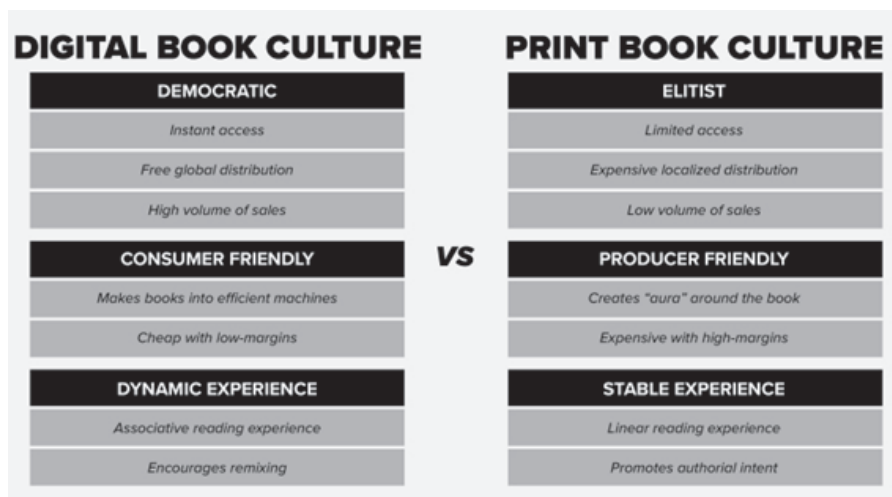 DIGITAL BOOK CULTURE
DEMOCRATIC
Instant access
Free global distribution
High volume of sales
CONSUMER FRIENDLY
Makes books into efficient machines
Cheap with low-margins
DYNAMIC EXPERIENCE
Associative reading experience
Encourages remixing
VS
PRINT BOOK CULTURE
ELITIST
Limited access
Expensive localized distribution
Low volume of sales
PRODUCER FRIENDLY
Creates “aura” around the book
Expensive with high-margins
STABLE EXPERIENCE
Linear reading experience
Promotes authorial intent